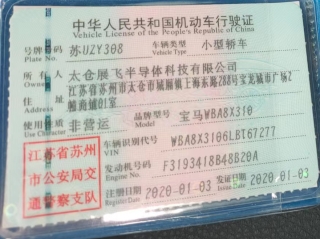 中华人民共和国机动车行驶证
Vehicle License of the People's Republic of China
号牌号码 苏UZY308 车辆类型 小型轿车
Plate No. Vehicle Type
所有人 太仓展飞半导体科技有限公司
Owner
住址 江苏省苏州市太仓市城厢镇上海东路288号宝龙城市广场2
Address 幢商铺01室
使用性质 非营运 品牌型号 宝马WBA8X310
Use Character Model
江苏省苏州
市公安局交
通警察支队
车辆识别代号 WBA8X3106LBT67277
VIN
发动机号码 F3193418B48B20A
Engine No.
注册日期 2020-01-03 发证日期 2020-01-03
Register Date Issue Date